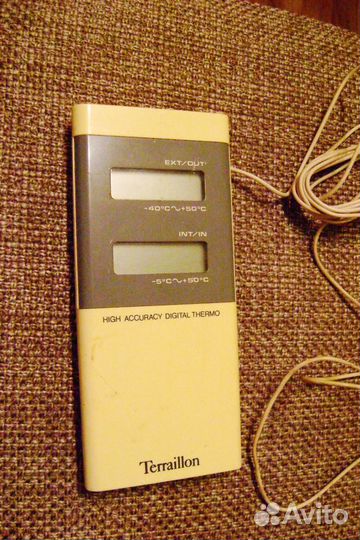 EXT/OUT
-40°C∿+50°C
INT/IN
-5°C∿+50°C
HIGH ACCURACY DIGITAL THERMO
Terraillon
Avito